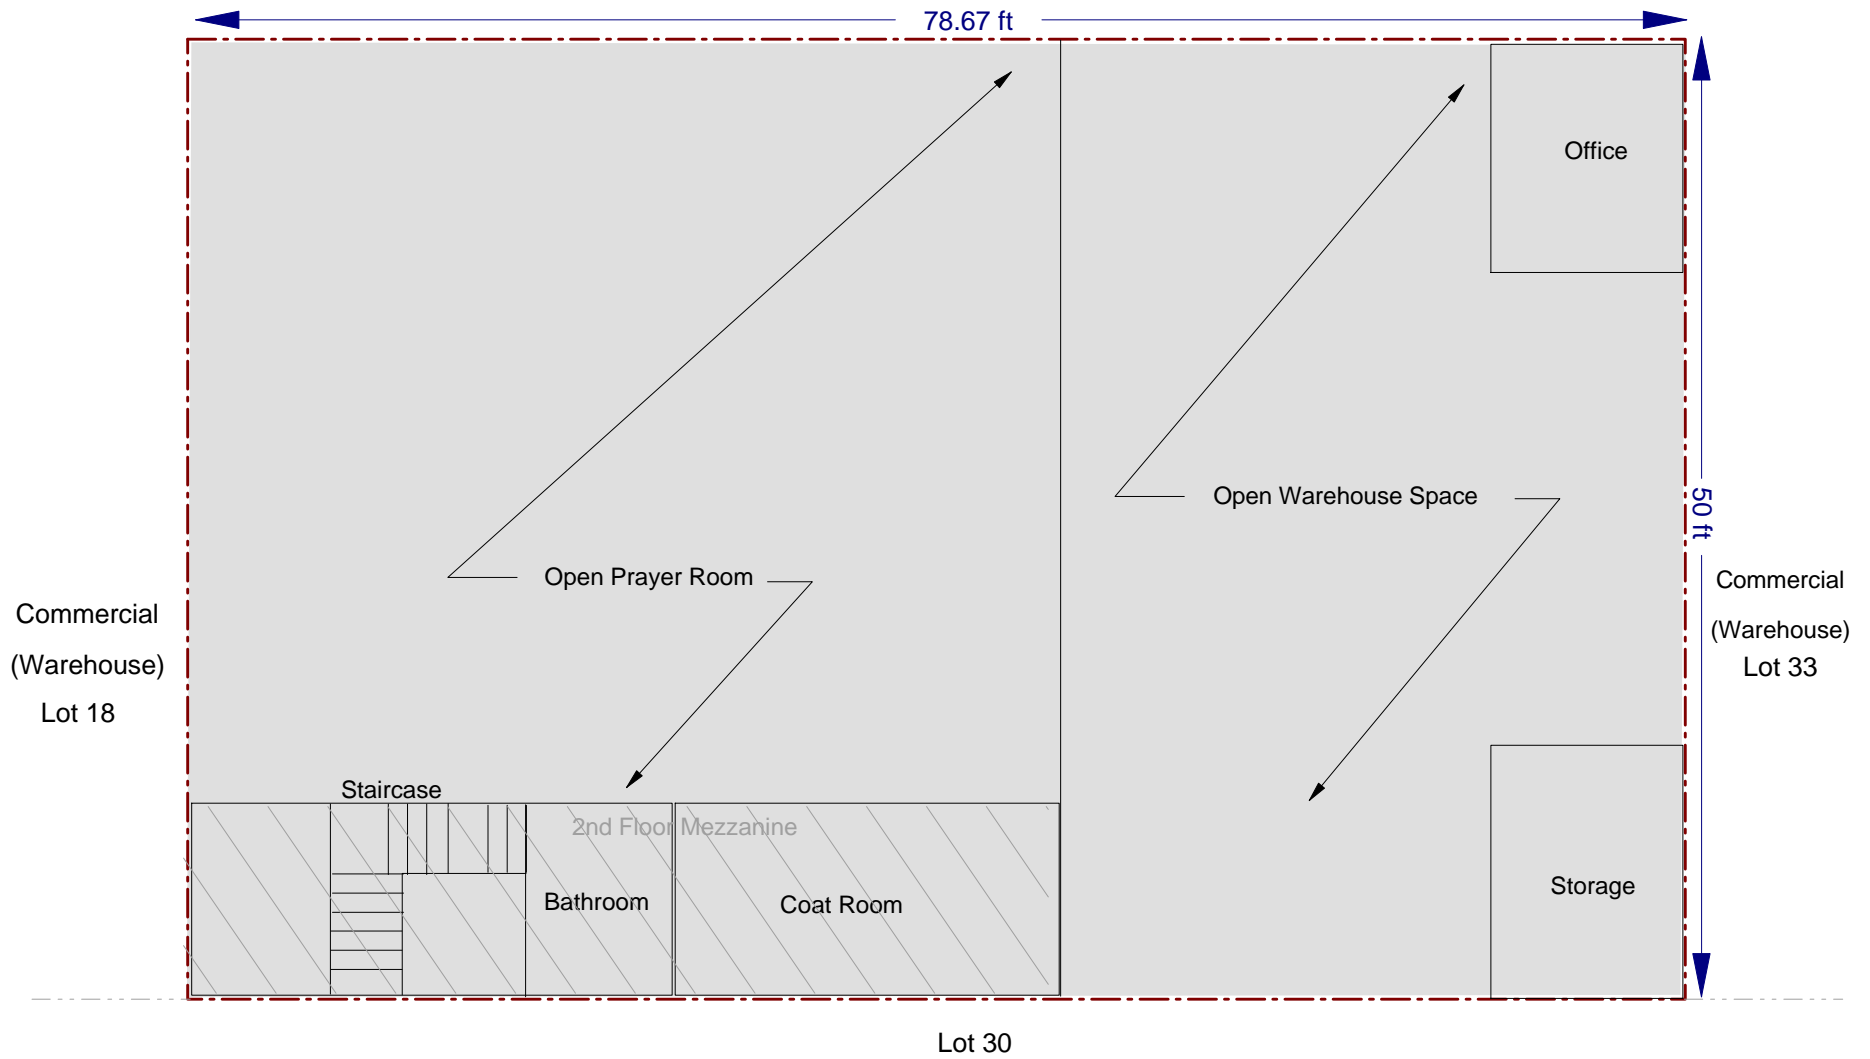 78.67 ft
Office
Open Warehouse Space
50 ft
Open Prayer Room
Commercial
(Warehouse)
Lot 18
Commercial
(Warehouse)
Lot 33
Staircase
2nd Floor Mezzanine
Bathroom
Coat Room
Storage
Lot 30